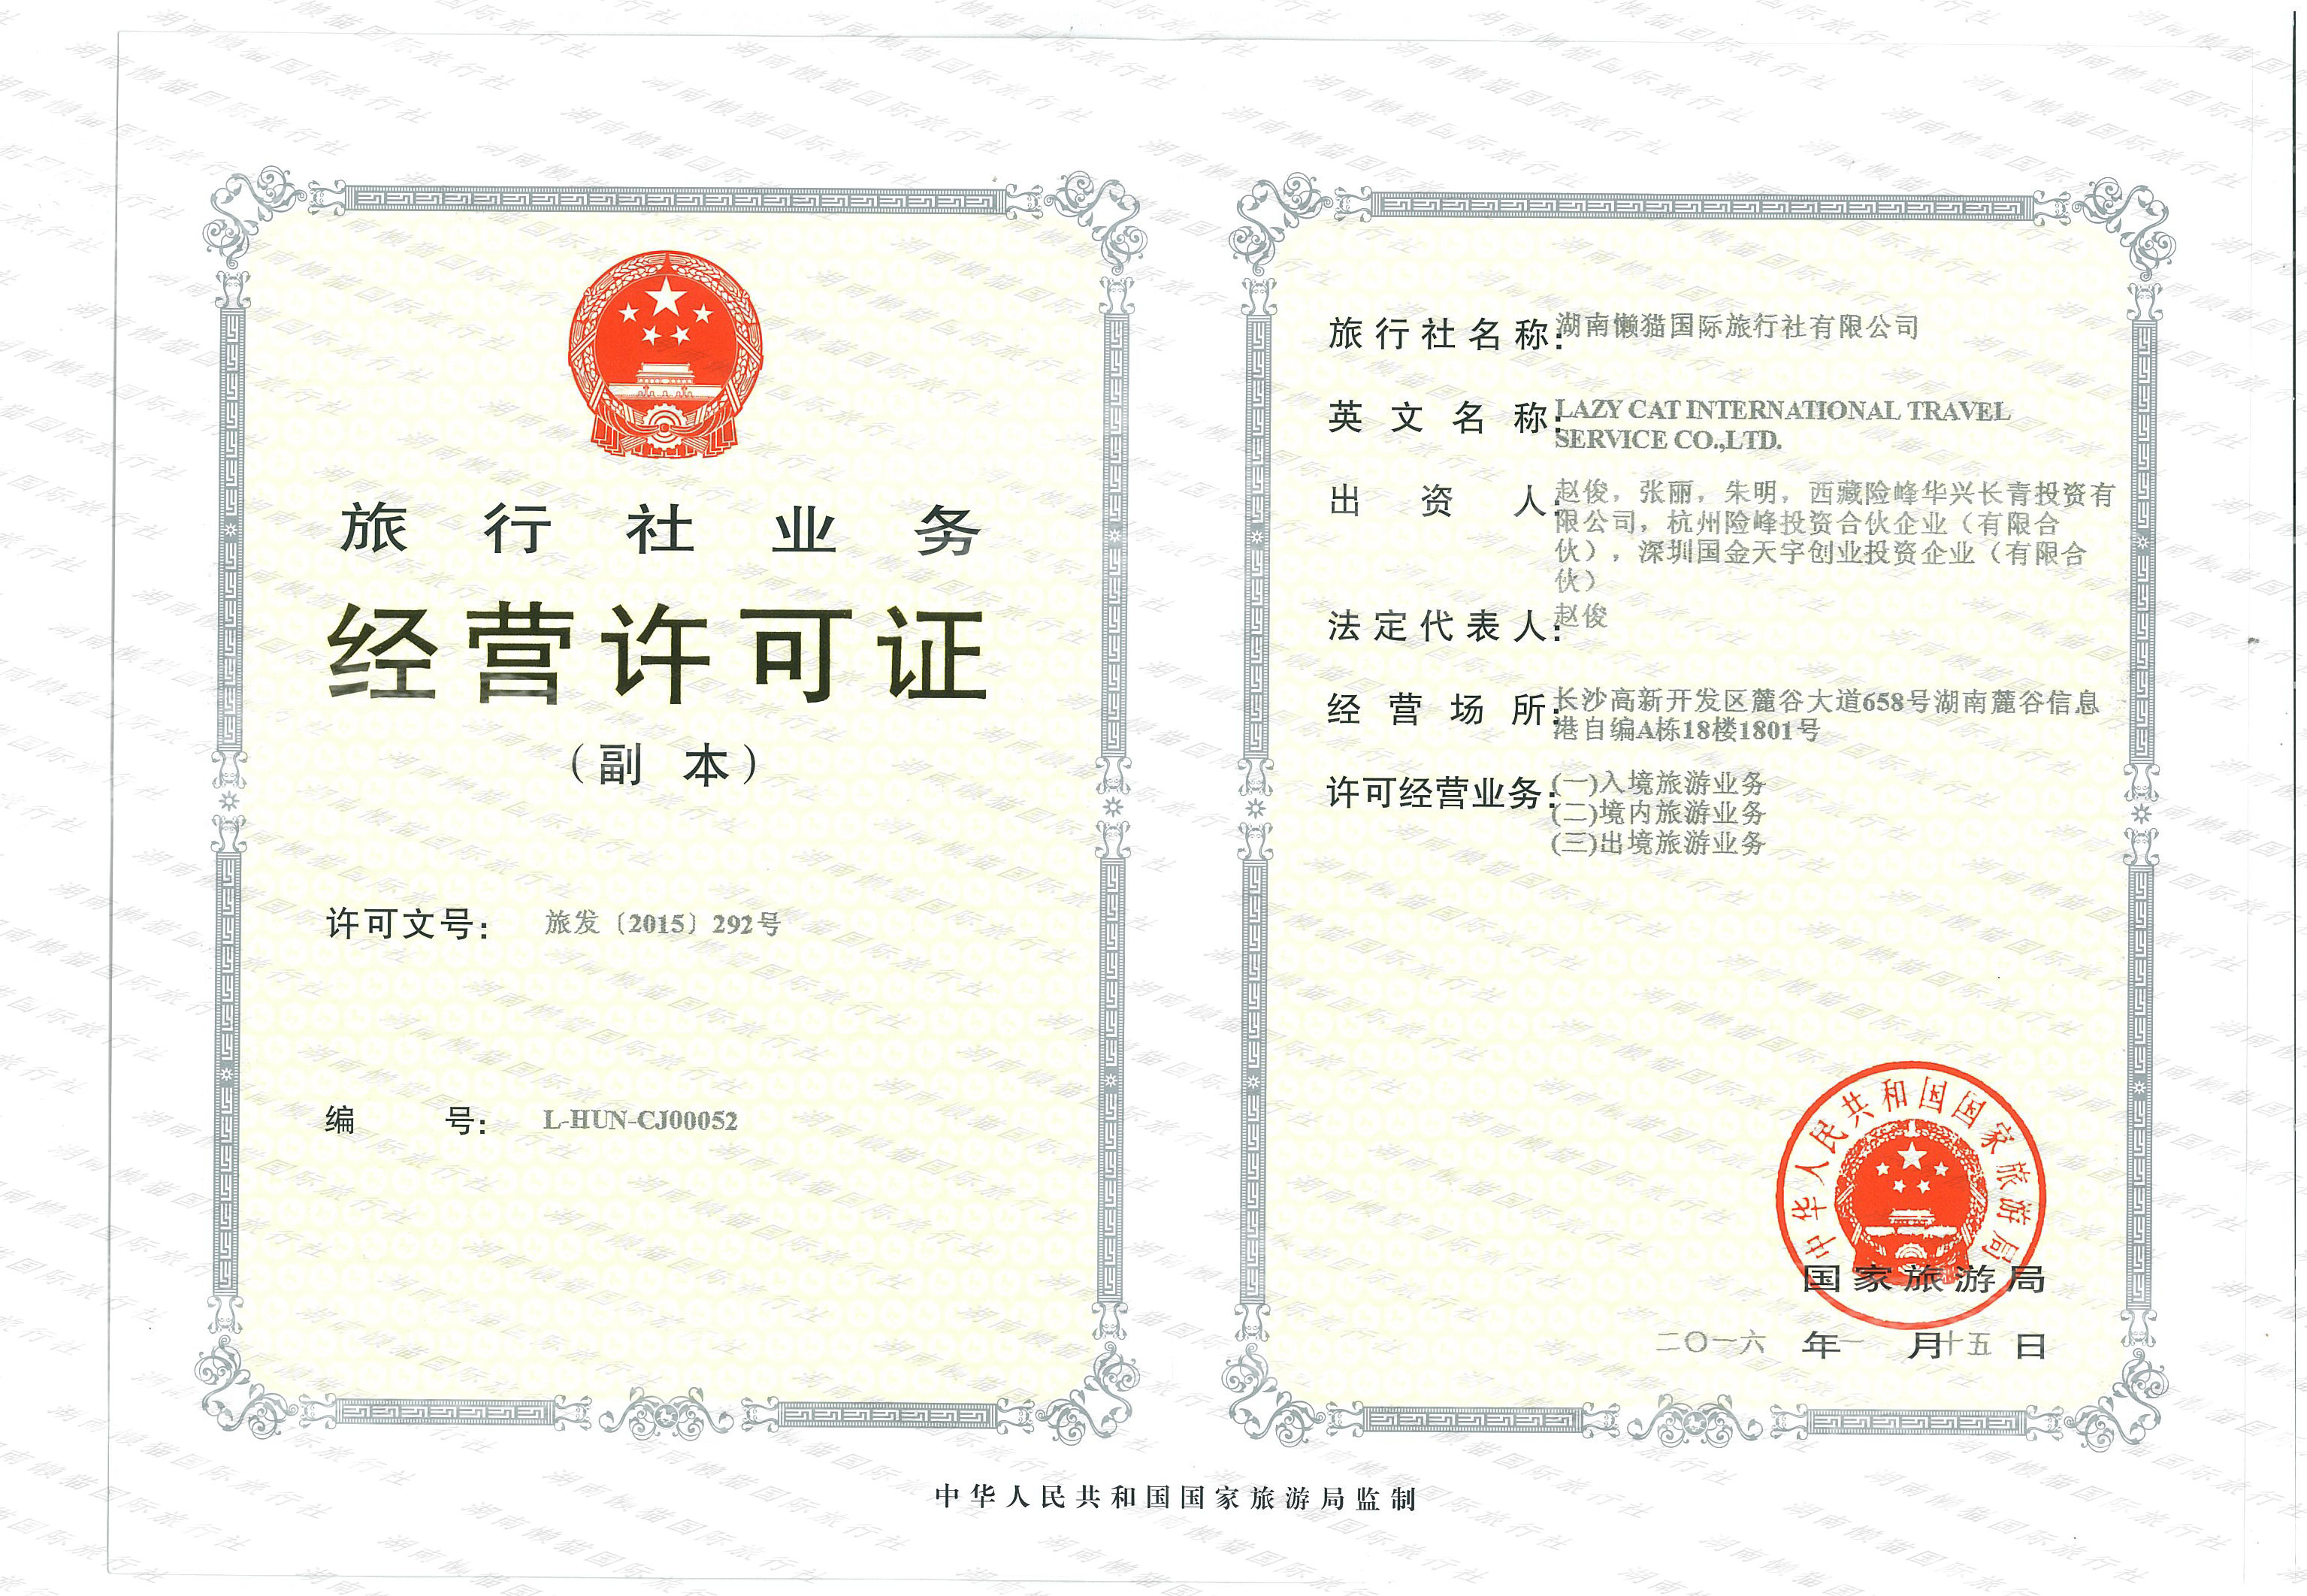 旅行社业务
经营许可证
（副 本）
许可文号： 旅发〔2015〕292号
编 号： L-HUN-CJ00052
旅行社名称：湖南懒猫国际旅行社有限公司
英文名称：LAZY CAT INTERNATIONAL TRAVEL
SERVICE CO.,LTD.
出资人：赵俊，张丽，朱明，西藏险峰华兴长青投资有
限公司，杭州险峰投资合伙企业（有限合
伙），深圳国金天宇创业投资企业（有限合
伙）
法定代表人：赵俊
经营场所：长沙高新开发区麓谷大道658号湖南麓谷信息
港自编A栋18楼1801号
许可经营业务：(一)入境旅游业务
(二)境内旅游业务
(三)出境旅游业务
中华人民共和国国家旅游局
国家旅游局
二〇一六 年 一 月 十五 日
中华人民共和国国家旅游局监制
湖南懒猫国际旅行社